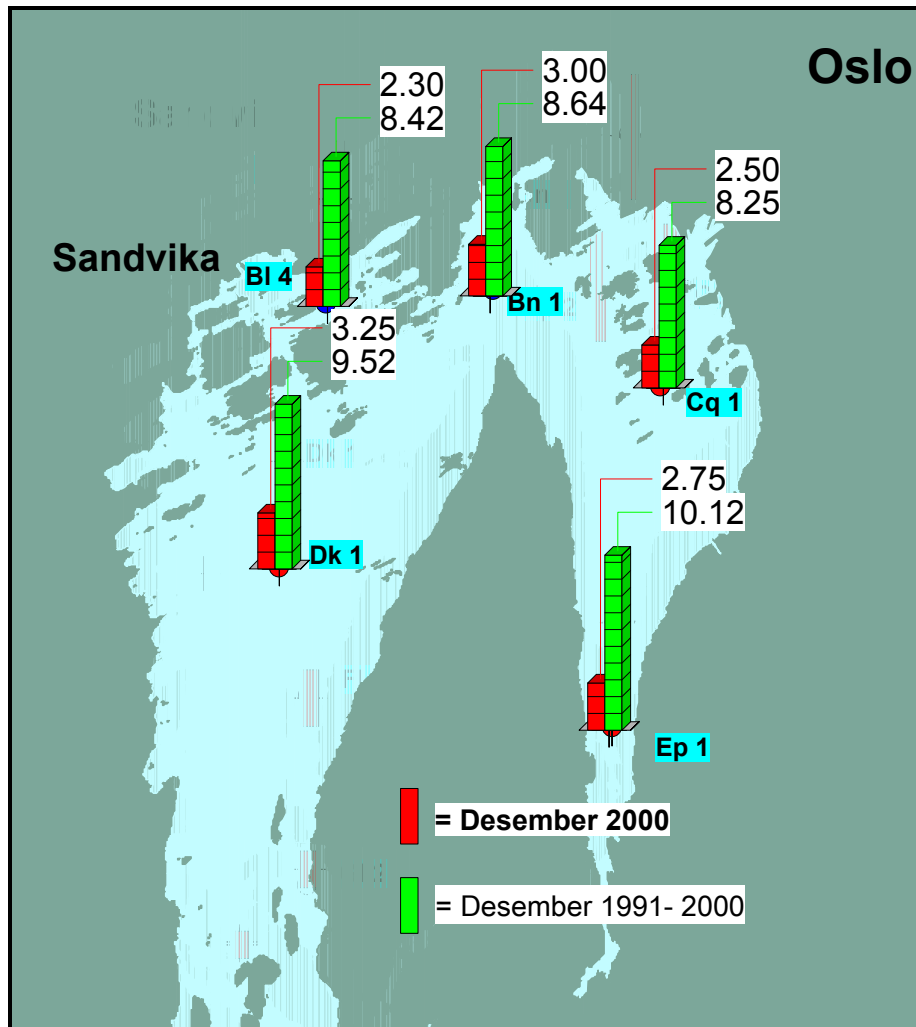 Oslo
2.30
8.42
3.00
8.64
2.50
8.25
Sandvika
Bl 4
Bn 1
3.25
9.52
Cq 1
2.75
10.12
Dk 1
Ep 1
= Desember 2000
= Desember 1991- 2000